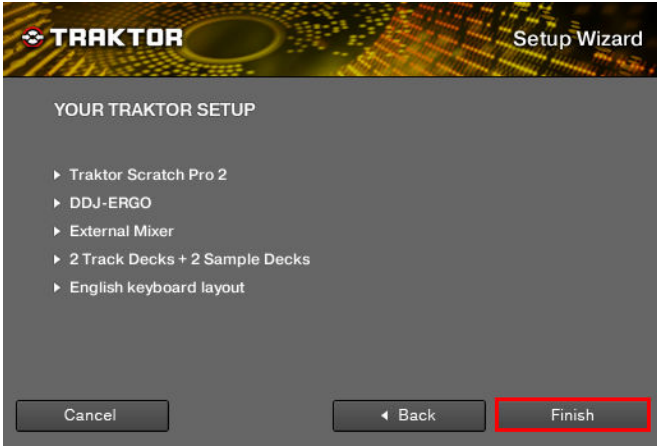 TRAKTOR
Setup Wizard
YOUR TRAKTOR SETUP
Traktor Scratch Pro 2
DDJ-ERGO
External Mixer
2 Track Decks + 2 Sample Decks
English keyboard layout
Cancel
Back
Finish